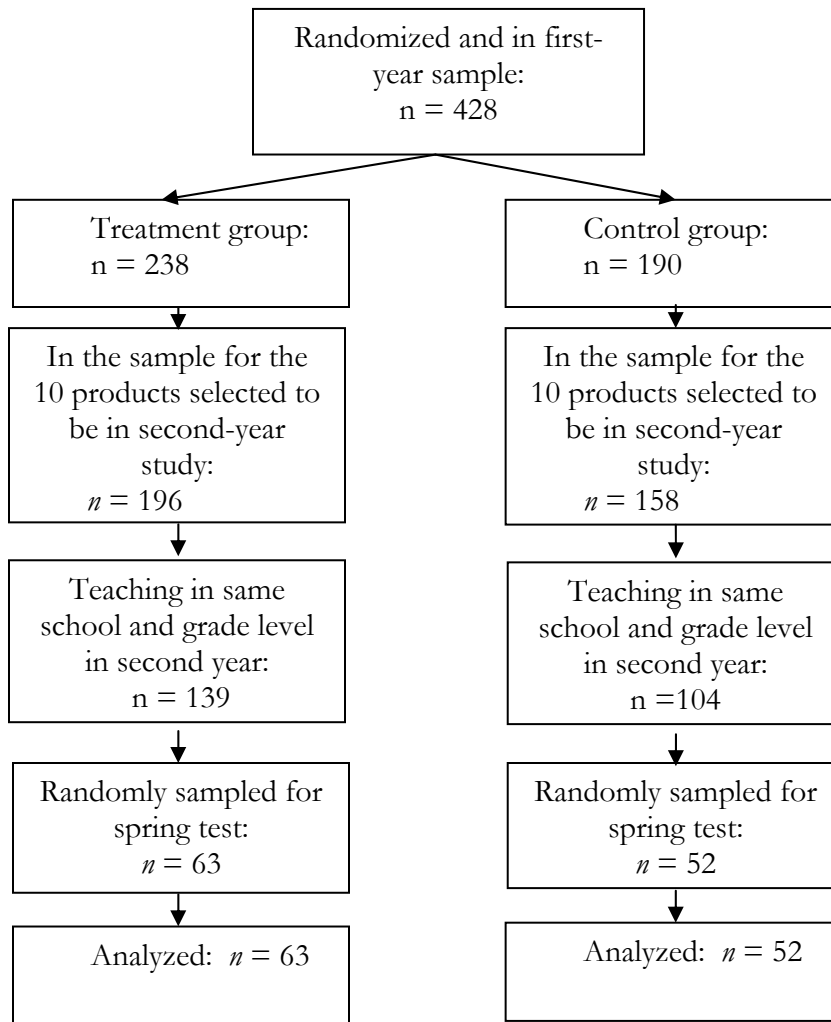 Randomized and in first-
year sample:
n = 428
Treatment group:
n = 238
Control group:
n = 190
In the sample for the
10 products selected to
be in second-year
study:
n = 196
In the sample for the
10 products selected to
be in second-year
study:
n = 158
Teaching in same
school and grade level
in second year:
n = 139
Teaching in same
school and grade level
in second year:
n =104
Randomly sampled for
spring test:
n = 63
Randomly sampled for
spring test:
n = 52
Analyzed: n = 63
Analyzed: n = 52